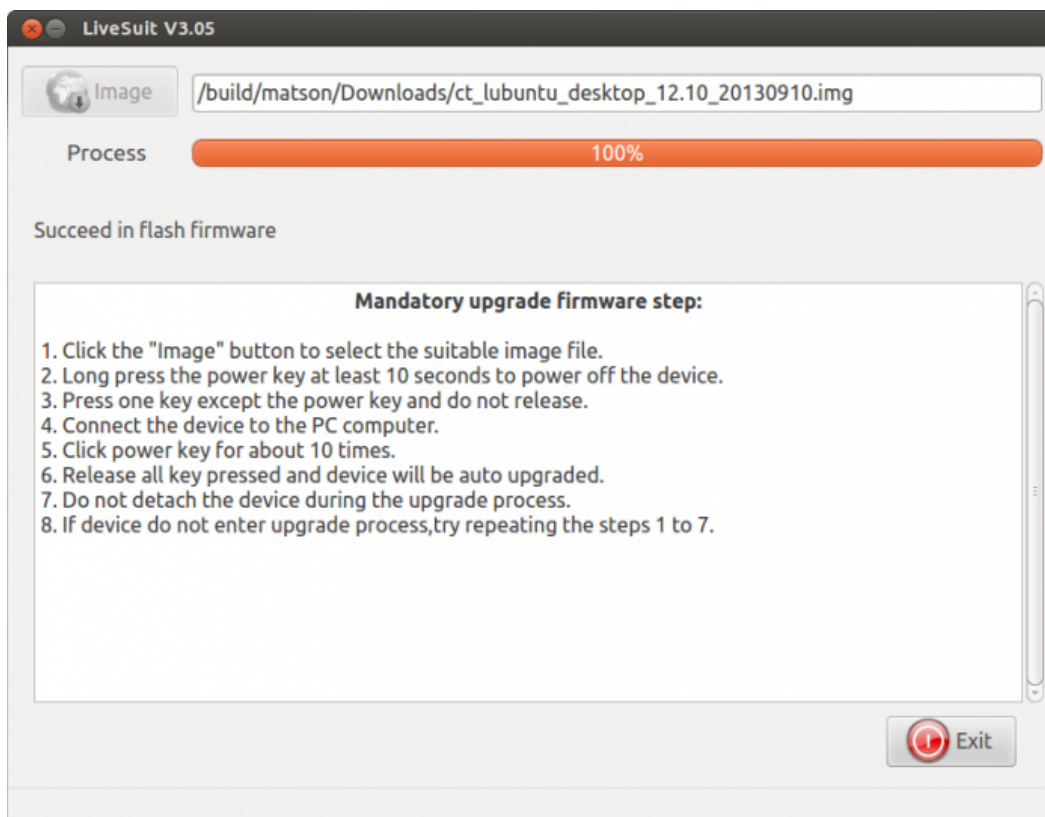 LiveSuit V3.05
Image
/build/matson/Downloads/ct_lubuntu_desktop_12.10_20130910.img
Process
100%
Succeed in flash firmware
Mandatory upgrade firmware step:
1. Click the "Image" button to select the suitable image file.
2. Long press the power key at least 10 seconds to power off the device.
3. Press one key except the power key and do not release.
4. Connect the device to the PC computer.
5. Click power key for about 10 times.
6. Release all key pressed and device will be auto upgraded.
7. Do not detach the device during the upgrade process.
8. If device do not enter upgrade process,try repeating the steps 1 to 7.
Exit